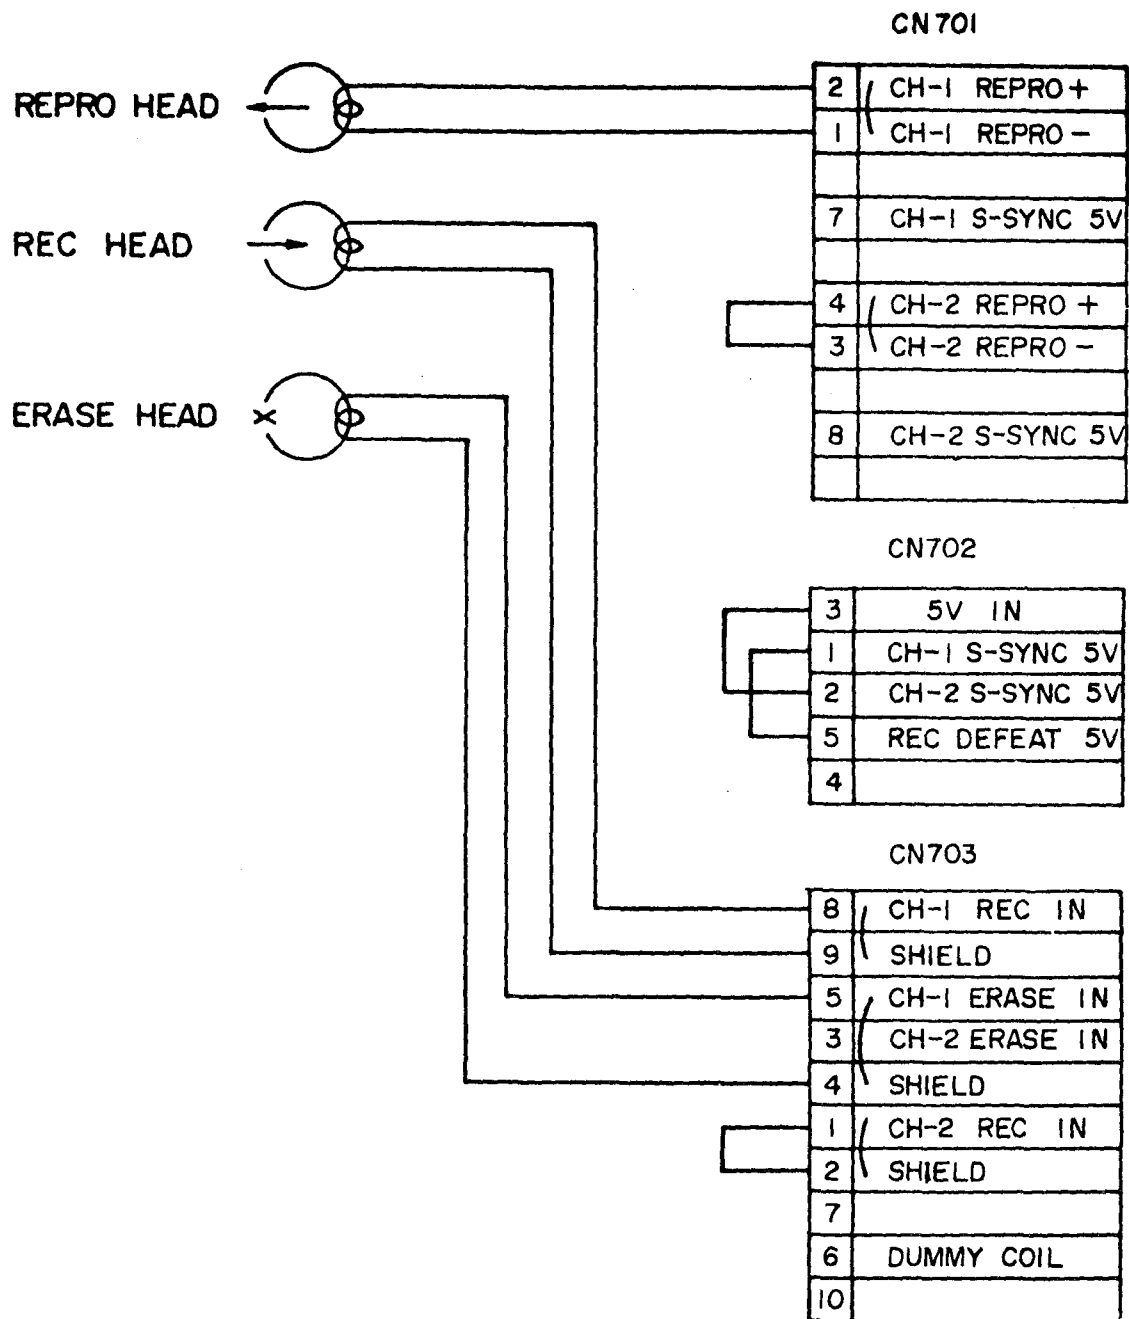 CN701
REPRO HEAD
2 CH-1 REPRO+
1 CH-1 REPRO-
REC HEAD
7 CH-1 S-SYNC 5V
4 CH-2 REPRO+
3 CH-2 REPRO-
ERASE HEAD
8 CH-2 S-SYNC 5V
CN702
3 5V IN
1 CH-1 S-SYNC 5V
2 CH-2 S-SYNC 5V
5 REC DEFEAT 5V
4
CN703
8 CH-1 REC IN
9 SHIELD
5 CH-1 ERASE IN
3 CH-2 ERASE IN
4 SHIELD
1 CH-2 REC IN
2 SHIELD
7
6 DUMMY COIL
10